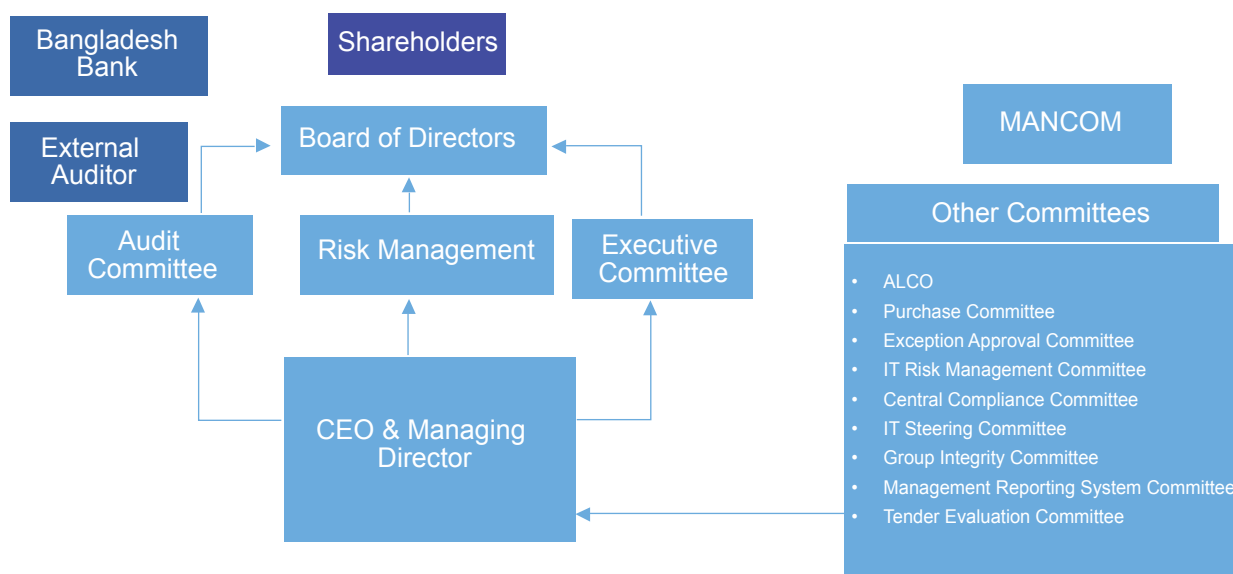 Bangladesh
Bank
Shareholders
External
Auditor
Board of Directors
MANCOM
Audit
Committee
Risk Management
Executive
Committee
Other Committees
• ALCO
• Purchase Committee
• Exception Approval Committee
• IT Risk Management Committee
• Central Compliance Committee
• IT Steering Committee
• Group Integrity Committee
• Management Reporting System Committee
• Tender Evaluation Committee
CEO & Managing
Director